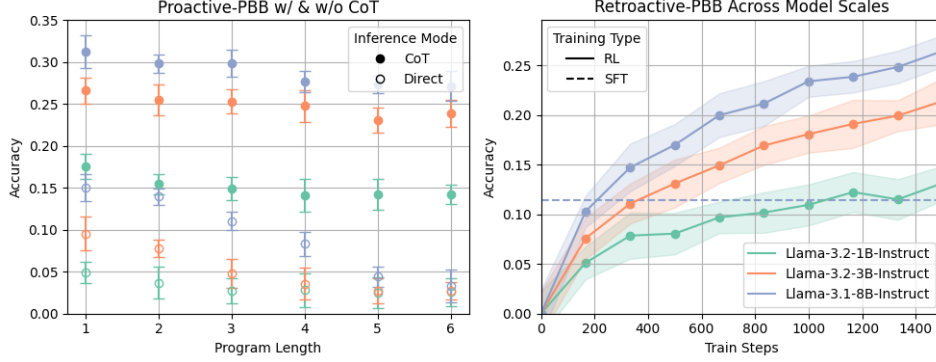 Proactive-PBB w/ & w/o CoT
Accuracy
0.35
0.30
0.25
0.20
0.15
0.10
0.05
0.00
Inference Mode
CoT
Direct
1
2
3
4
5
6
Program Length
Retroactive-PBB Across Model Scales
Accuracy
0.25
0.20
0.15
0.10
0.05
0.00
Training Type
RL
SFT
Llama-3.2-1B-Instruct
Llama-3.2-3B-Instruct
Llama-3.1-8B-Instruct
0
200
400
600
800
1000
1200
1400
Train Steps